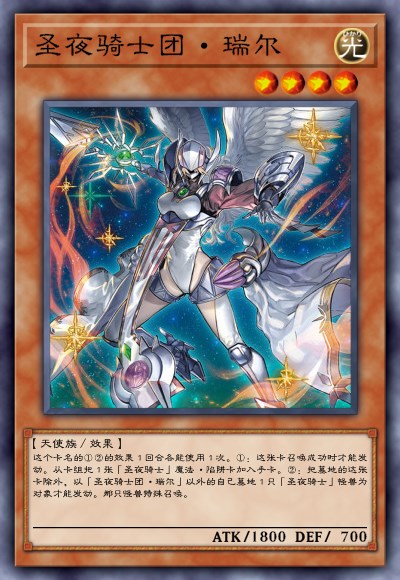 圣夜骑士团·瑞尔
光
【天使族/效果】
这个卡名的①②的效果1回合各能使用1次。①:这张卡召唤成功时才能发
动。从卡组把1张「圣夜骑士」魔法·陷阱卡加入手卡。②:把墓地的这张
卡除外,以「圣夜骑士团·瑞尔」以外的自己墓地1只「圣夜骑士」怪兽为
对象才能发动。那只怪兽特殊召唤。
ATK/1800 DEF/ 700